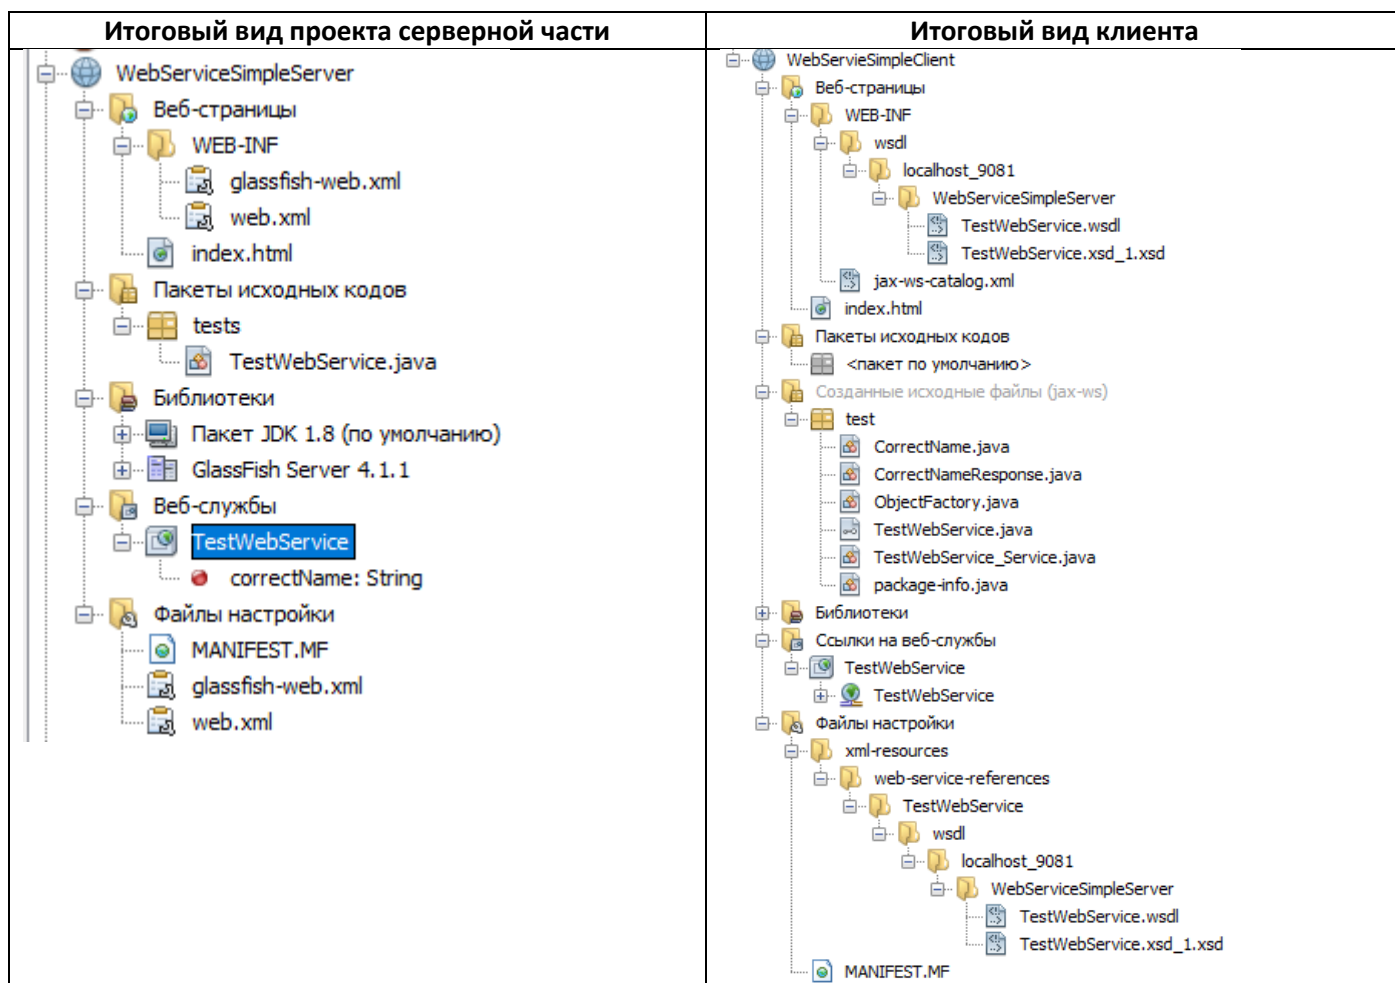 Итоговый вид проекта серверной части
WebServiceSimpleServer
Веб-страницы
WEB-INF
glassfish-web.xml
web.xml
index.html
Пакеты исходных кодов
tests
TestWebService.java
Библиотеки
Пакет JDK 1.8 (по умолчанию)
GlassFish Server 4.1.1
Веб-службы
TestWebService
correctName: String
Файлы настройки
MANIFEST.MF
glassfish-web.xml
web.xml
Итоговый вид клиента
WebServieSimpleClient
Веб-страницы
WEB-INF
wsdl
localhost_9081
WebServiceSimpleServer
TestWebService.wsdl
TestWebService.xsd_1.xsd
jax-ws-catalog.xml
index.html
Пакеты исходных кодов
<пакет по умолчанию>
Созданные исходные файлы (jax-ws)
test
CorrectName.java
CorrectNameResponse.java
ObjectFactory.java
TestWebService.java
TestWebService_Service.java
package-info.java
Библиотеки
Ссылки на веб-службы
TestWebService
TestWebService
Файлы настройки
xml-resources
web-service-references
TestWebService
wsdl
localhost_9081
WebServiceSimpleServer
TestWebService.wsdl
TestWebService.xsd_1.xsd
MANIFEST.MF